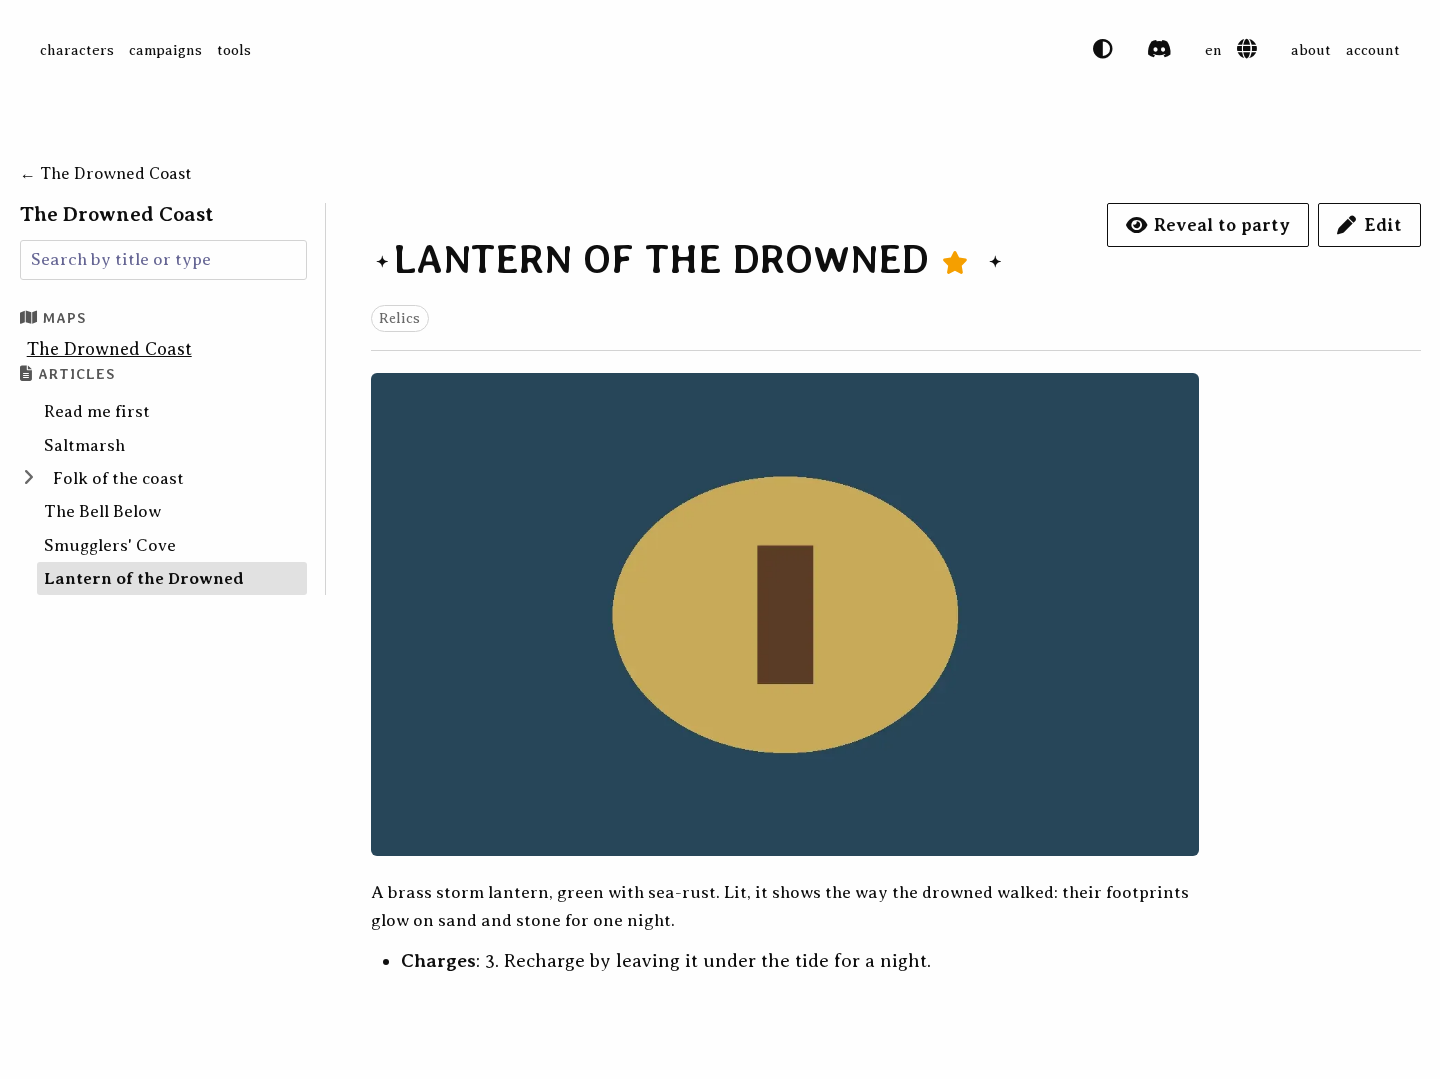 characters campaigns tools
en about account
← The Drowned Coast
The Drowned Coast
Search by title or type
MAPS
The Drowned Coast
ARTICLES
Read me first
Saltmarsh
Folk of the coast
The Bell Below
Smugglers' Cove
Lantern of the Drowned
Reveal to party
Edit
LANTERN OF THE DROWNED
Relics
A brass storm lantern, green with sea-rust. Lit, it shows the way the drowned walked: their footprints
glow on sand and stone for one night.
• Charges: 3. Recharge by leaving it under the tide for a night.